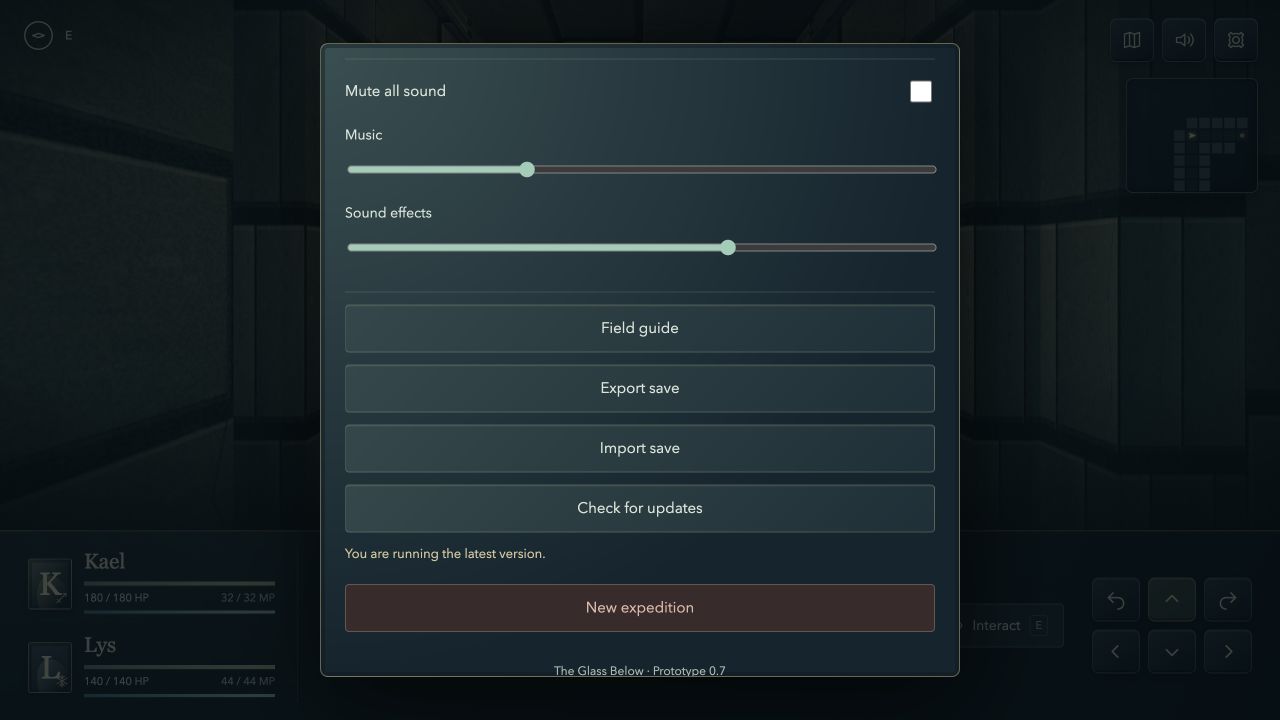 E
Mute all sound
Music
Sound effects
Field guide
Export save
Import save
Check for updates
You are running the latest version.
New expedition
The Glass Below · Prototype 0.7
K
Kael
180 / 180 HP 32 / 32 MP
L
Lys
140 / 140 HP 44 / 44 MP
Interact E